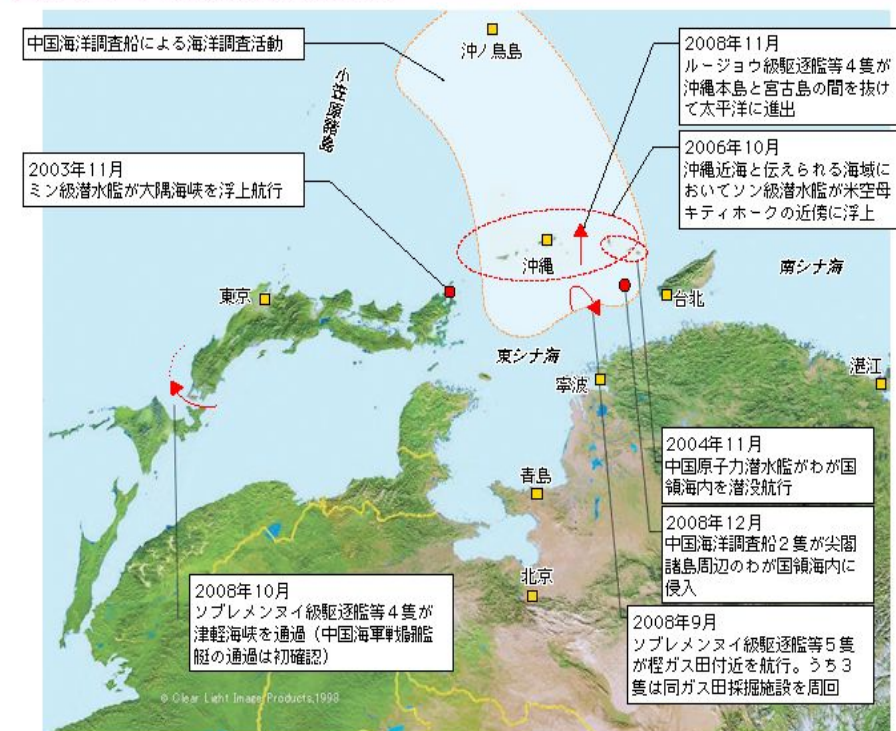 中国海洋調査船による海洋調査活動
沖ノ鳥島
小笠原諸島
2008年11月
ルージョウ級駆逐艦等４隻が
沖縄本島と宮古島の間を抜け
て太平洋に進出
2003年11月
ミン級潜水艦が大隅海峡を浮上航行
2006年10月
沖縄近海と伝えられる海域に
おいてソン級潜水艦が米空母
キティホークの近傍に浮上
沖縄
南シナ海
東京
台北
東シナ海
寧波
湛江
2004年11月
中国原子力潜水艦がわが国
領海内を潜没航行
青島
2008年12月
中国海洋調査船２隻が尖閣
諸島周辺のわが国領海内に
侵入
北京
2008年10月
ソブレメンヌイ級駆逐艦等４隻が
津軽海峡を通過（中国海軍戦闘艦
艇の通過は初確認）
2008年9月
ソブレメンヌイ級駆逐艦等５隻
が樫ガス田付近を航行。うち３
隻は同ガス田採掘施設を周回
© Clear Light Image Products,1998